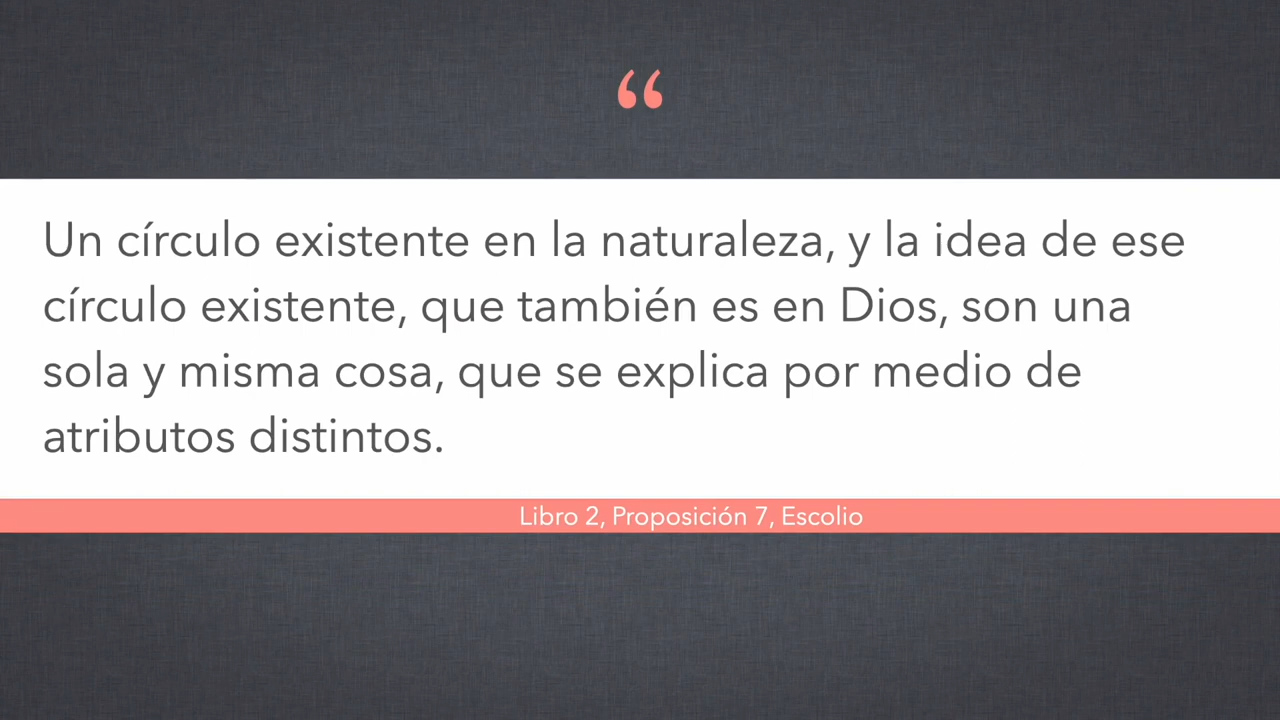 “
Un círculo existente en la naturaleza, y la idea de ese
círculo existente, que también es en Dios, son una
sola y misma cosa, que se explica por medio de
atributos distintos.
Libro 2, Proposición 7, Escolio